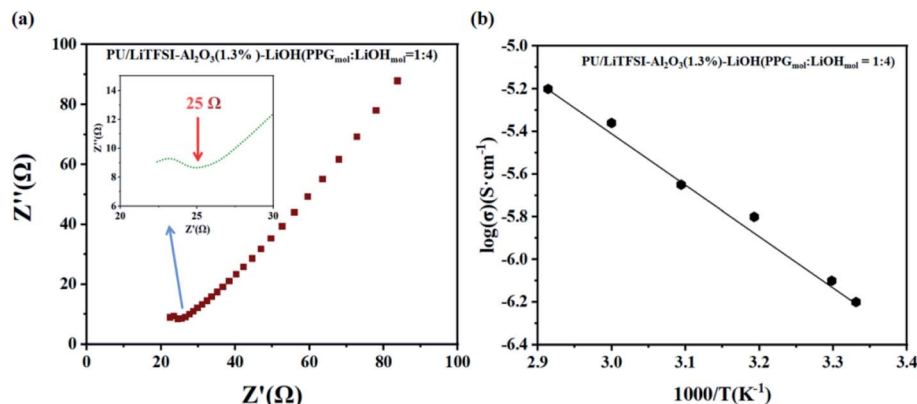 (a)
PU/LiTFSI-Al₂O₃(1.3% )-LiOH(PPGmol:LiOHmol=1:4)
100
80
60
40
20
0
Z''(Ω)
0 20 40 60 80 100
Z'(Ω)
14
12
10
8
6
Z''(Ω)
25 Ω
20 25 30
Z'(Ω)
(b)
PU/LiTFSI-Al₂O₃(1.3%)-LiOH(PPGmol:LiOHmol = 1:4)
-5.0
-5.2
-5.4
-5.6
-5.8
-6.0
-6.2
-6.4
log(σ)(S·cm⁻¹)
2.9 3.0 3.1 3.2 3.3 3.4
1000/T(K⁻¹)